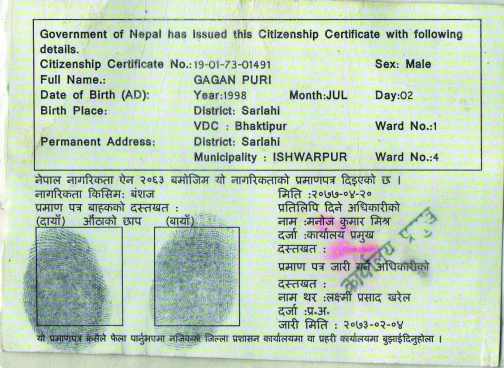 Government of Nepal has issued this Citizenship Certificate with following
details.
Citizenship Certificate No.:19-01-73-01491 Sex: Male
Full Name.: GAGAN PURI
Date of Birth (AD): Year:1998 Month:JUL Day:02
Birth Place: District: Sarlahi
VDC : Bhaktipur Ward No.:1
Permanent Address: District: Sarlahi
Municipality : ISHWARPUR Ward No.:4
नेपाल नागरिकता ऐन २०६३ बमोजिम यो नागरिकताको प्रमाणपत्र दिइएको छ ।
नागरिकता किसिम: बंशज मिति :२०७७-०४-२०
प्रमाण पत्र बाहकको दस्तखत : प्रतिलिपि दिने अधिकारीको
(दायाँ) औंठाको छाप (बायाँ) नाम :मनोज कुमार मिश्र
दर्जा :कार्यालय प्रमुख
दस्तखत :
प्रमाण पत्र जारी गर्ने अधिकारीको
दस्तखत :
नाम थर :लक्ष्मी प्रसाद खरेल
दर्जा :प्र.अ.
जारी मिति : २०७३-०२-०४
यो प्रमाणपत्र कसैले फेला पार्नुभएमा नजिकको जिल्ला प्रशासन कार्यालयमा या प्रहरी कार्यालयमा बुझाईदिनुहोला ।
कार्यालय प्रमुख